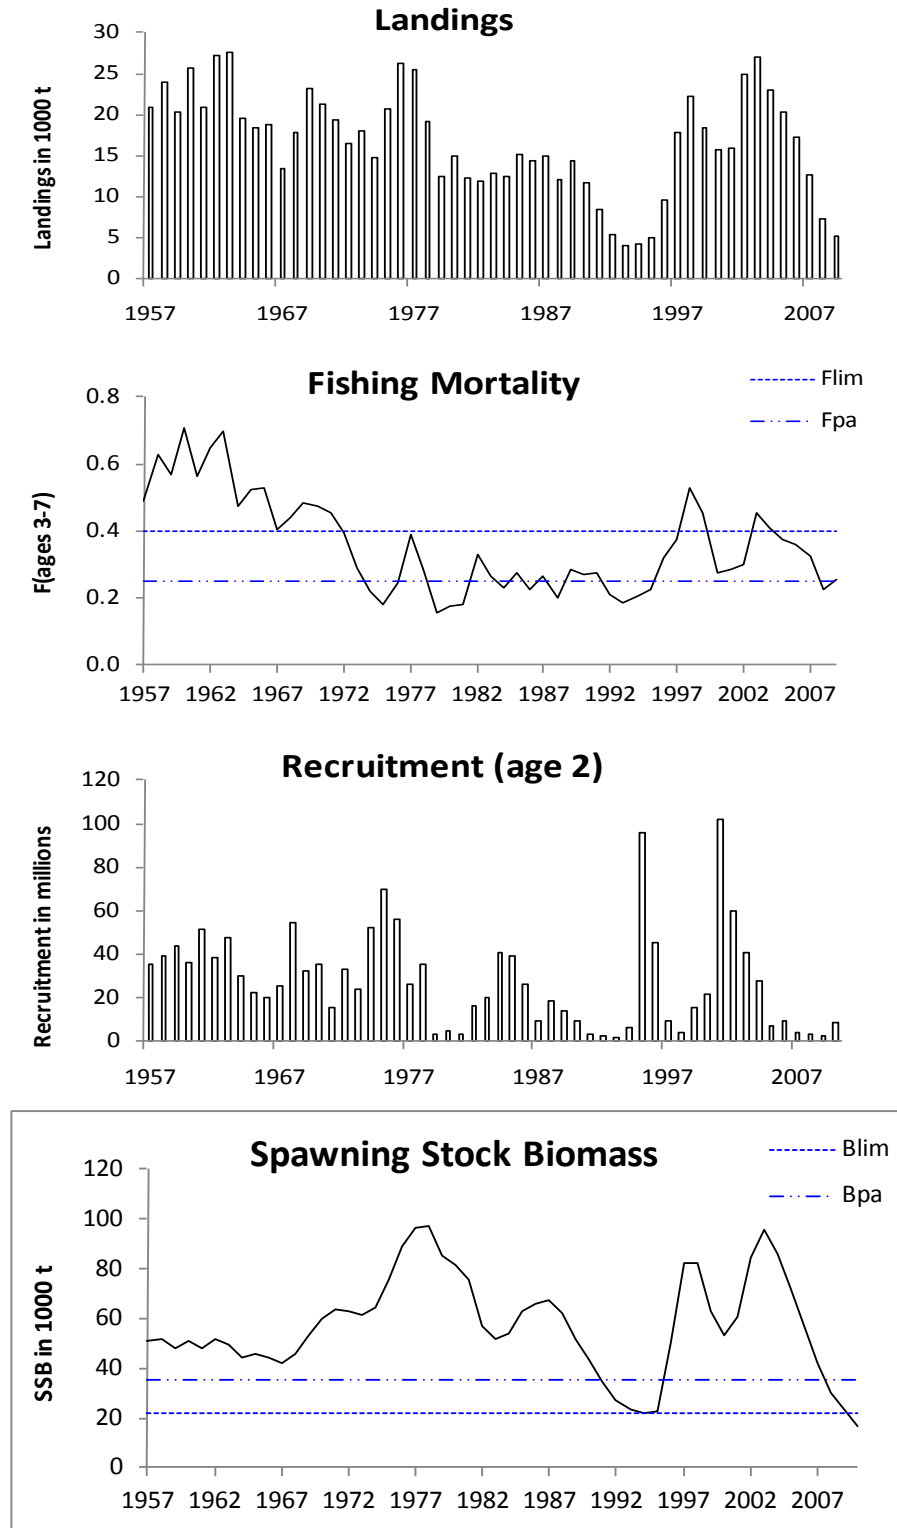 Landings
Landings in 1000 t
30
25
20
15
10
5
0
1957 1967 1977 1987 1997 2007
Fishing Mortality
Flim
Fpa
F(ages 3-7)
0.8
0.6
0.4
0.2
0.0
1957 1962 1967 1972 1977 1982 1987 1992 1997 2002 2007
Recruitment (age 2)
Recruitment in millions
120
100
80
60
40
20
0
1957 1967 1977 1987 1997 2007
Spawning Stock Biomass
Blim
Bpa
SSB in 1000 t
120
100
80
60
40
20
0
1957 1962 1967 1972 1977 1982 1987 1992 1997 2002 2007